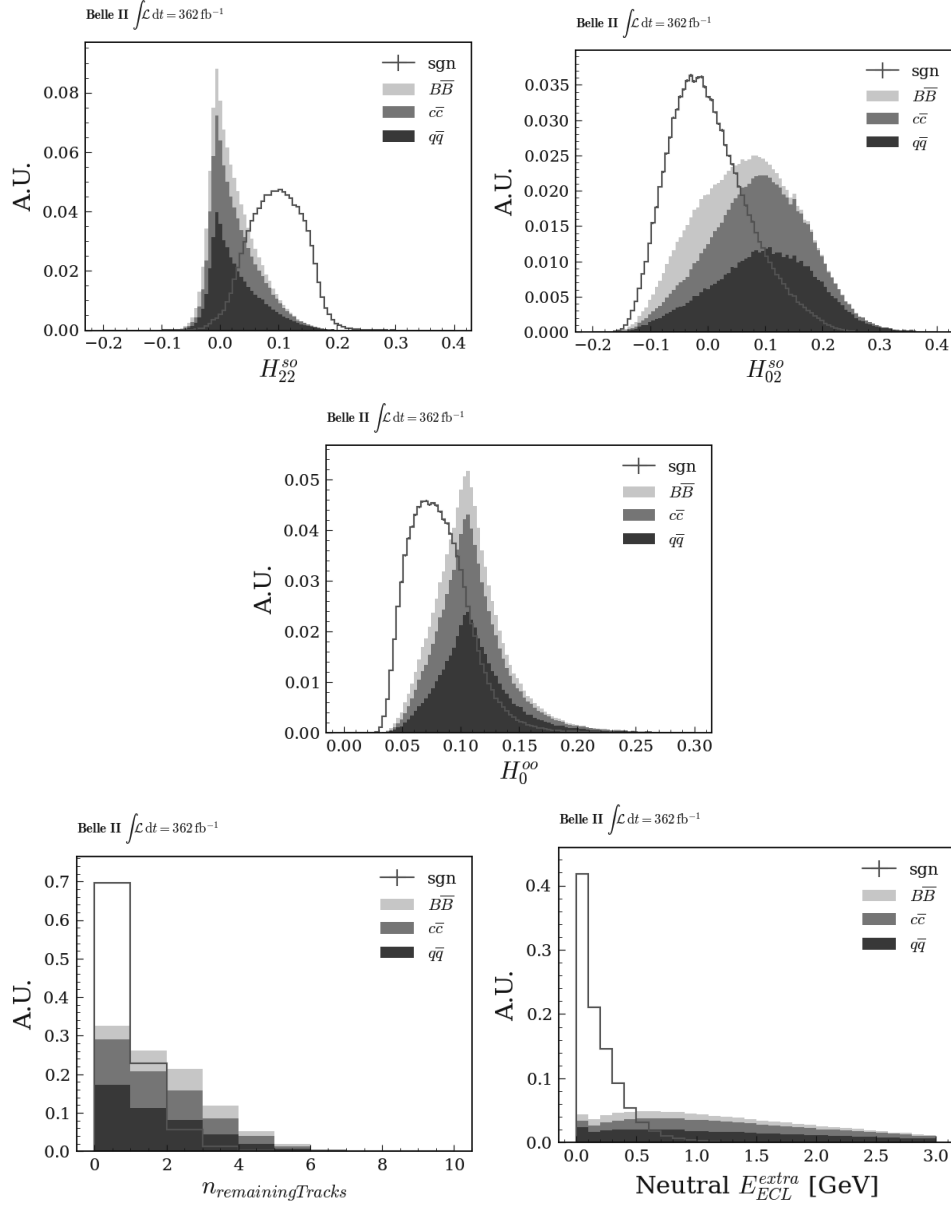 Belle II ∫ℒ dt = 362 fb⁻¹
sgn
BB̅
cc̅
qq̅
A.U.
0.08
0.06
0.04
0.02
0.00
−0.2 −0.1 0.0 0.1 0.2 0.3 0.4
H₂₂ˢᵒ
Belle II ∫ℒ dt = 362 fb⁻¹
sgn
BB̅
cc̅
qq̅
A.U.
0.035
0.030
0.025
0.020
0.015
0.010
0.005
0.000
−0.2 −0.1 0.0 0.1 0.2 0.3 0.4
H₀₂ˢᵒ
Belle II ∫ℒ dt = 362 fb⁻¹
sgn
BB̅
cc̅
qq̅
A.U.
0.05
0.04
0.03
0.02
0.01
0.00
0.00 0.05 0.10 0.15 0.20 0.25 0.30
H₀ᵒᵒ
Belle II ∫ℒ dt = 362 fb⁻¹
sgn
BB̅
cc̅
qq̅
A.U.
0.7
0.6
0.5
0.4
0.3
0.2
0.1
0.0
0 2 4 6 8 10
n_remainingTracks
Belle II ∫ℒ dt = 362 fb⁻¹
sgn
BB̅
cc̅
qq̅
A.U.
0.4
0.3
0.2
0.1
0.0
0.0 0.5 1.0 1.5 2.0 2.5 3.0
Neutral E_ECL^extra [GeV]